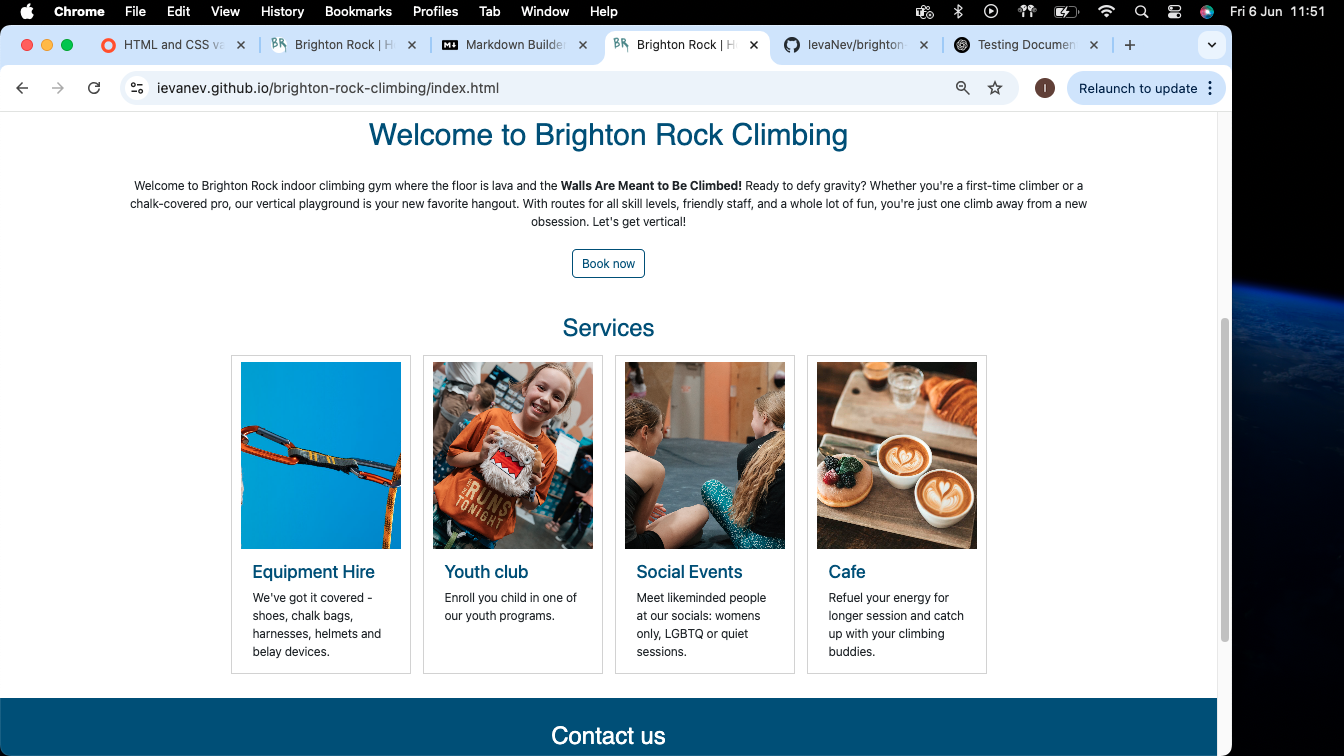 Chrome File Edit View History Bookmarks Profiles Tab Window Help Fri 6 Jun 11:51
HTML and CSS va Brighton Rock | H Markdown Builde Brighton Rock | H IevaNev/brighton- Testing Documen
ievanev.github.io/brighton-rock-climbing/index.html I Relaunch to update
Welcome to Brighton Rock Climbing
Welcome to Brighton Rock indoor climbing gym where the floor is lava and the Walls Are Meant to Be Climbed! Ready to defy gravity? Whether you're a first-time climber or a
chalk-covered pro, our vertical playground is your new favorite hangout. With routes for all skill levels, friendly staff, and a whole lot of fun, you're just one climb away from a new
obsession. Let's get vertical!
Book now
Services
RUNS
TONIGHT
Equipment Hire
We've got it covered -
shoes, chalk bags,
harnesses, helmets and
belay devices.
Youth club
Enroll you child in one of
our youth programs.
Social Events
Meet likeminded people
at our socials: womens
only, LGBTQ or quiet
sessions.
Cafe
Refuel your energy for
longer session and catch
up with your climbing
buddies.
Contact us